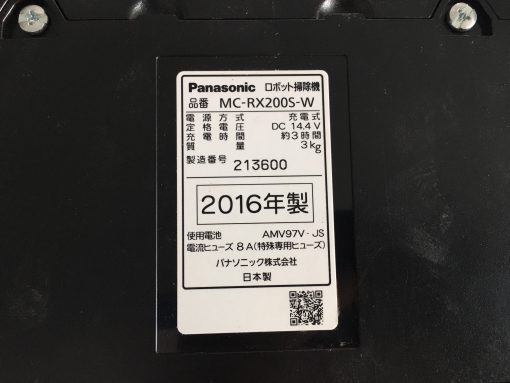 Panasonic ロボット掃除機
品番 MC-RX200S-W
電源方式 充電式
定格電圧 DC 14.4V
充電時間 約3時間
質量 3kg
製造番号 213600
2016年製
使用電池 AMV97V-JS
電流ヒューズ 8A(特殊専用ヒューズ)
パナソニック株式会社
日本製